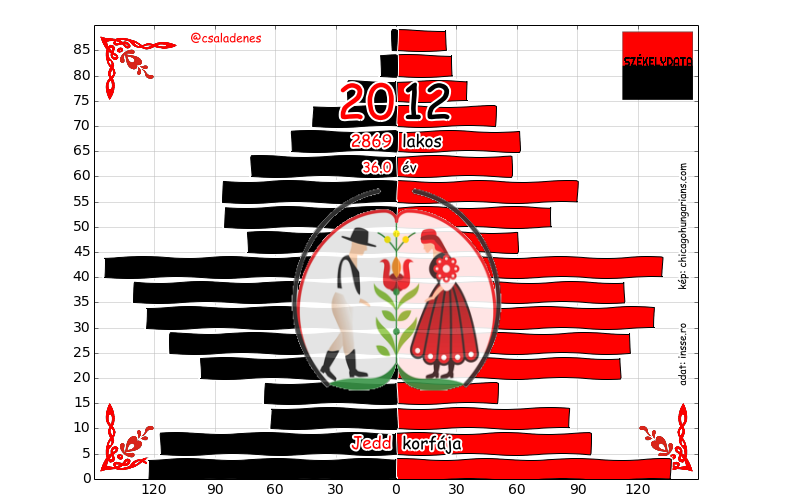 @csaladenes
SZÉKELYDATA
2012
2869 lakos
36.0 év
kép: chicagohungarians.com
adat: insse.ro
Jedd korfája
85
80
75
70
65
60
55
50
45
40
35
30
25
20
15
10
5
0
120 90 60 30 0 30 60 90 120